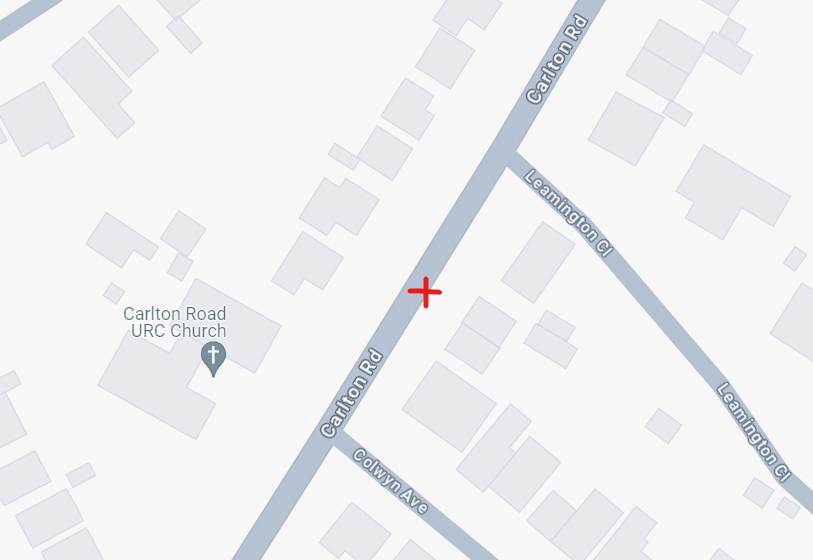 Carlton Rd
Leamington Cl
Carlton Road
URC Church
Carlton Rd
Leamington Cl
Colwyn Ave